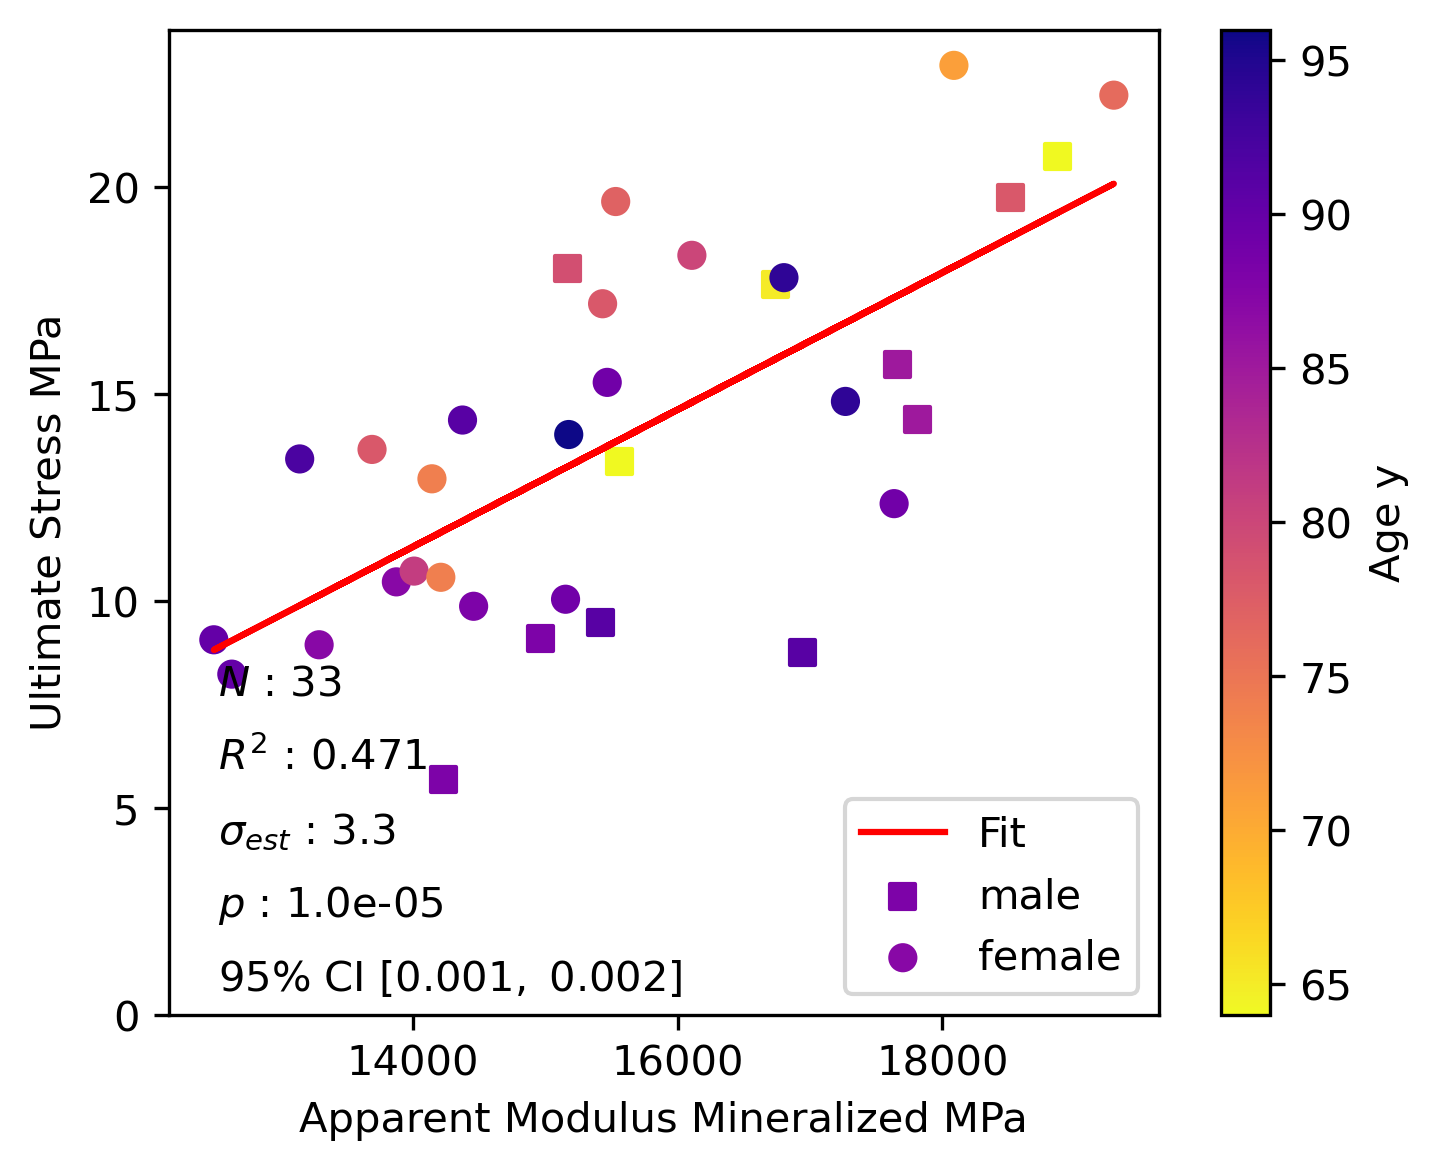 Ultimate Stress MPa
20
15
10
5
0
N : 33
R² : 0.471
σest : 3.3
p : 1.0e-05
95% CI [0.001, 0.002]
Fit
male
female
14000 16000 18000
Apparent Modulus Mineralized MPa
95
90
85
80
75
70
65
Age y